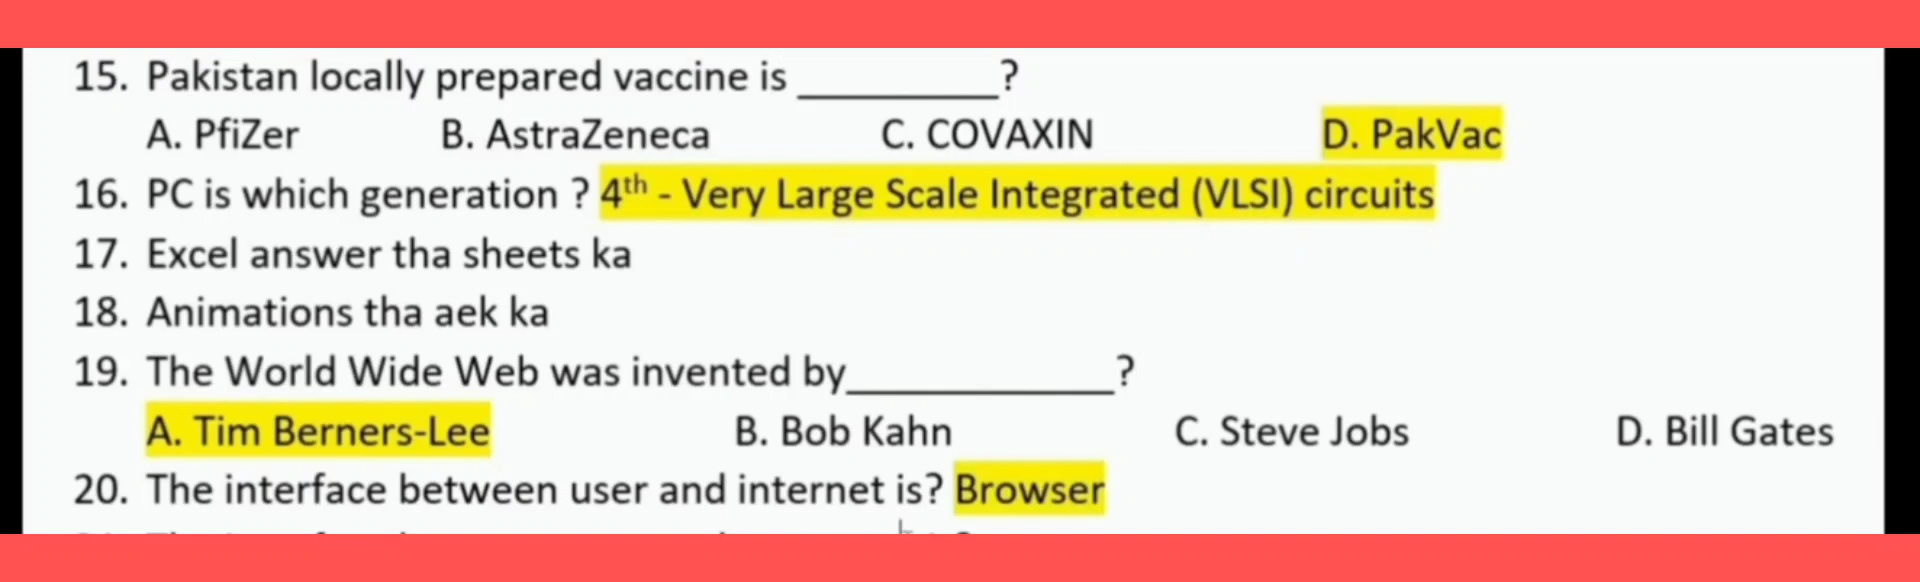 15. Pakistan locally prepared vaccine is _________?
A. PfiZer B. AstraZeneca C. COVAXIN D. PakVac
16. PC is which generation ? 4th - Very Large Scale Integrated (VLSI) circuits
17. Excel answer tha sheets ka
18. Animations tha aek ka
19. The World Wide Web was invented by____________?
A. Tim Berners-Lee B. Bob Kahn C. Steve Jobs D. Bill Gates
20. The interface between user and internet is? Browser